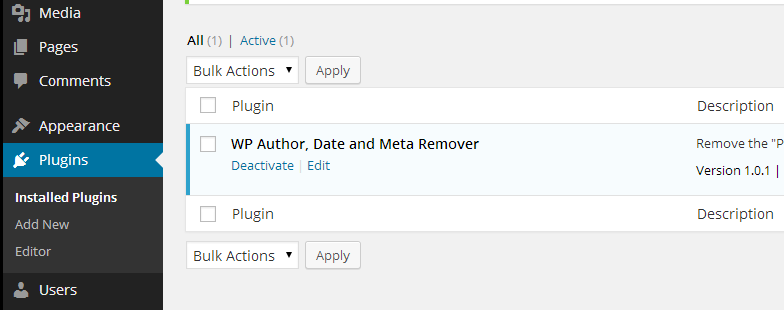 Media
Pages
Comments
Appearance
Plugins
Installed Plugins
Add New
Editor
Users
All (1) | Active (1)
Bulk Actions Apply
Plugin Description
WP Author, Date and Meta Remover Remove the "P
Deactivate | Edit Version 1.0.1 |
Plugin Description
Bulk Actions Apply